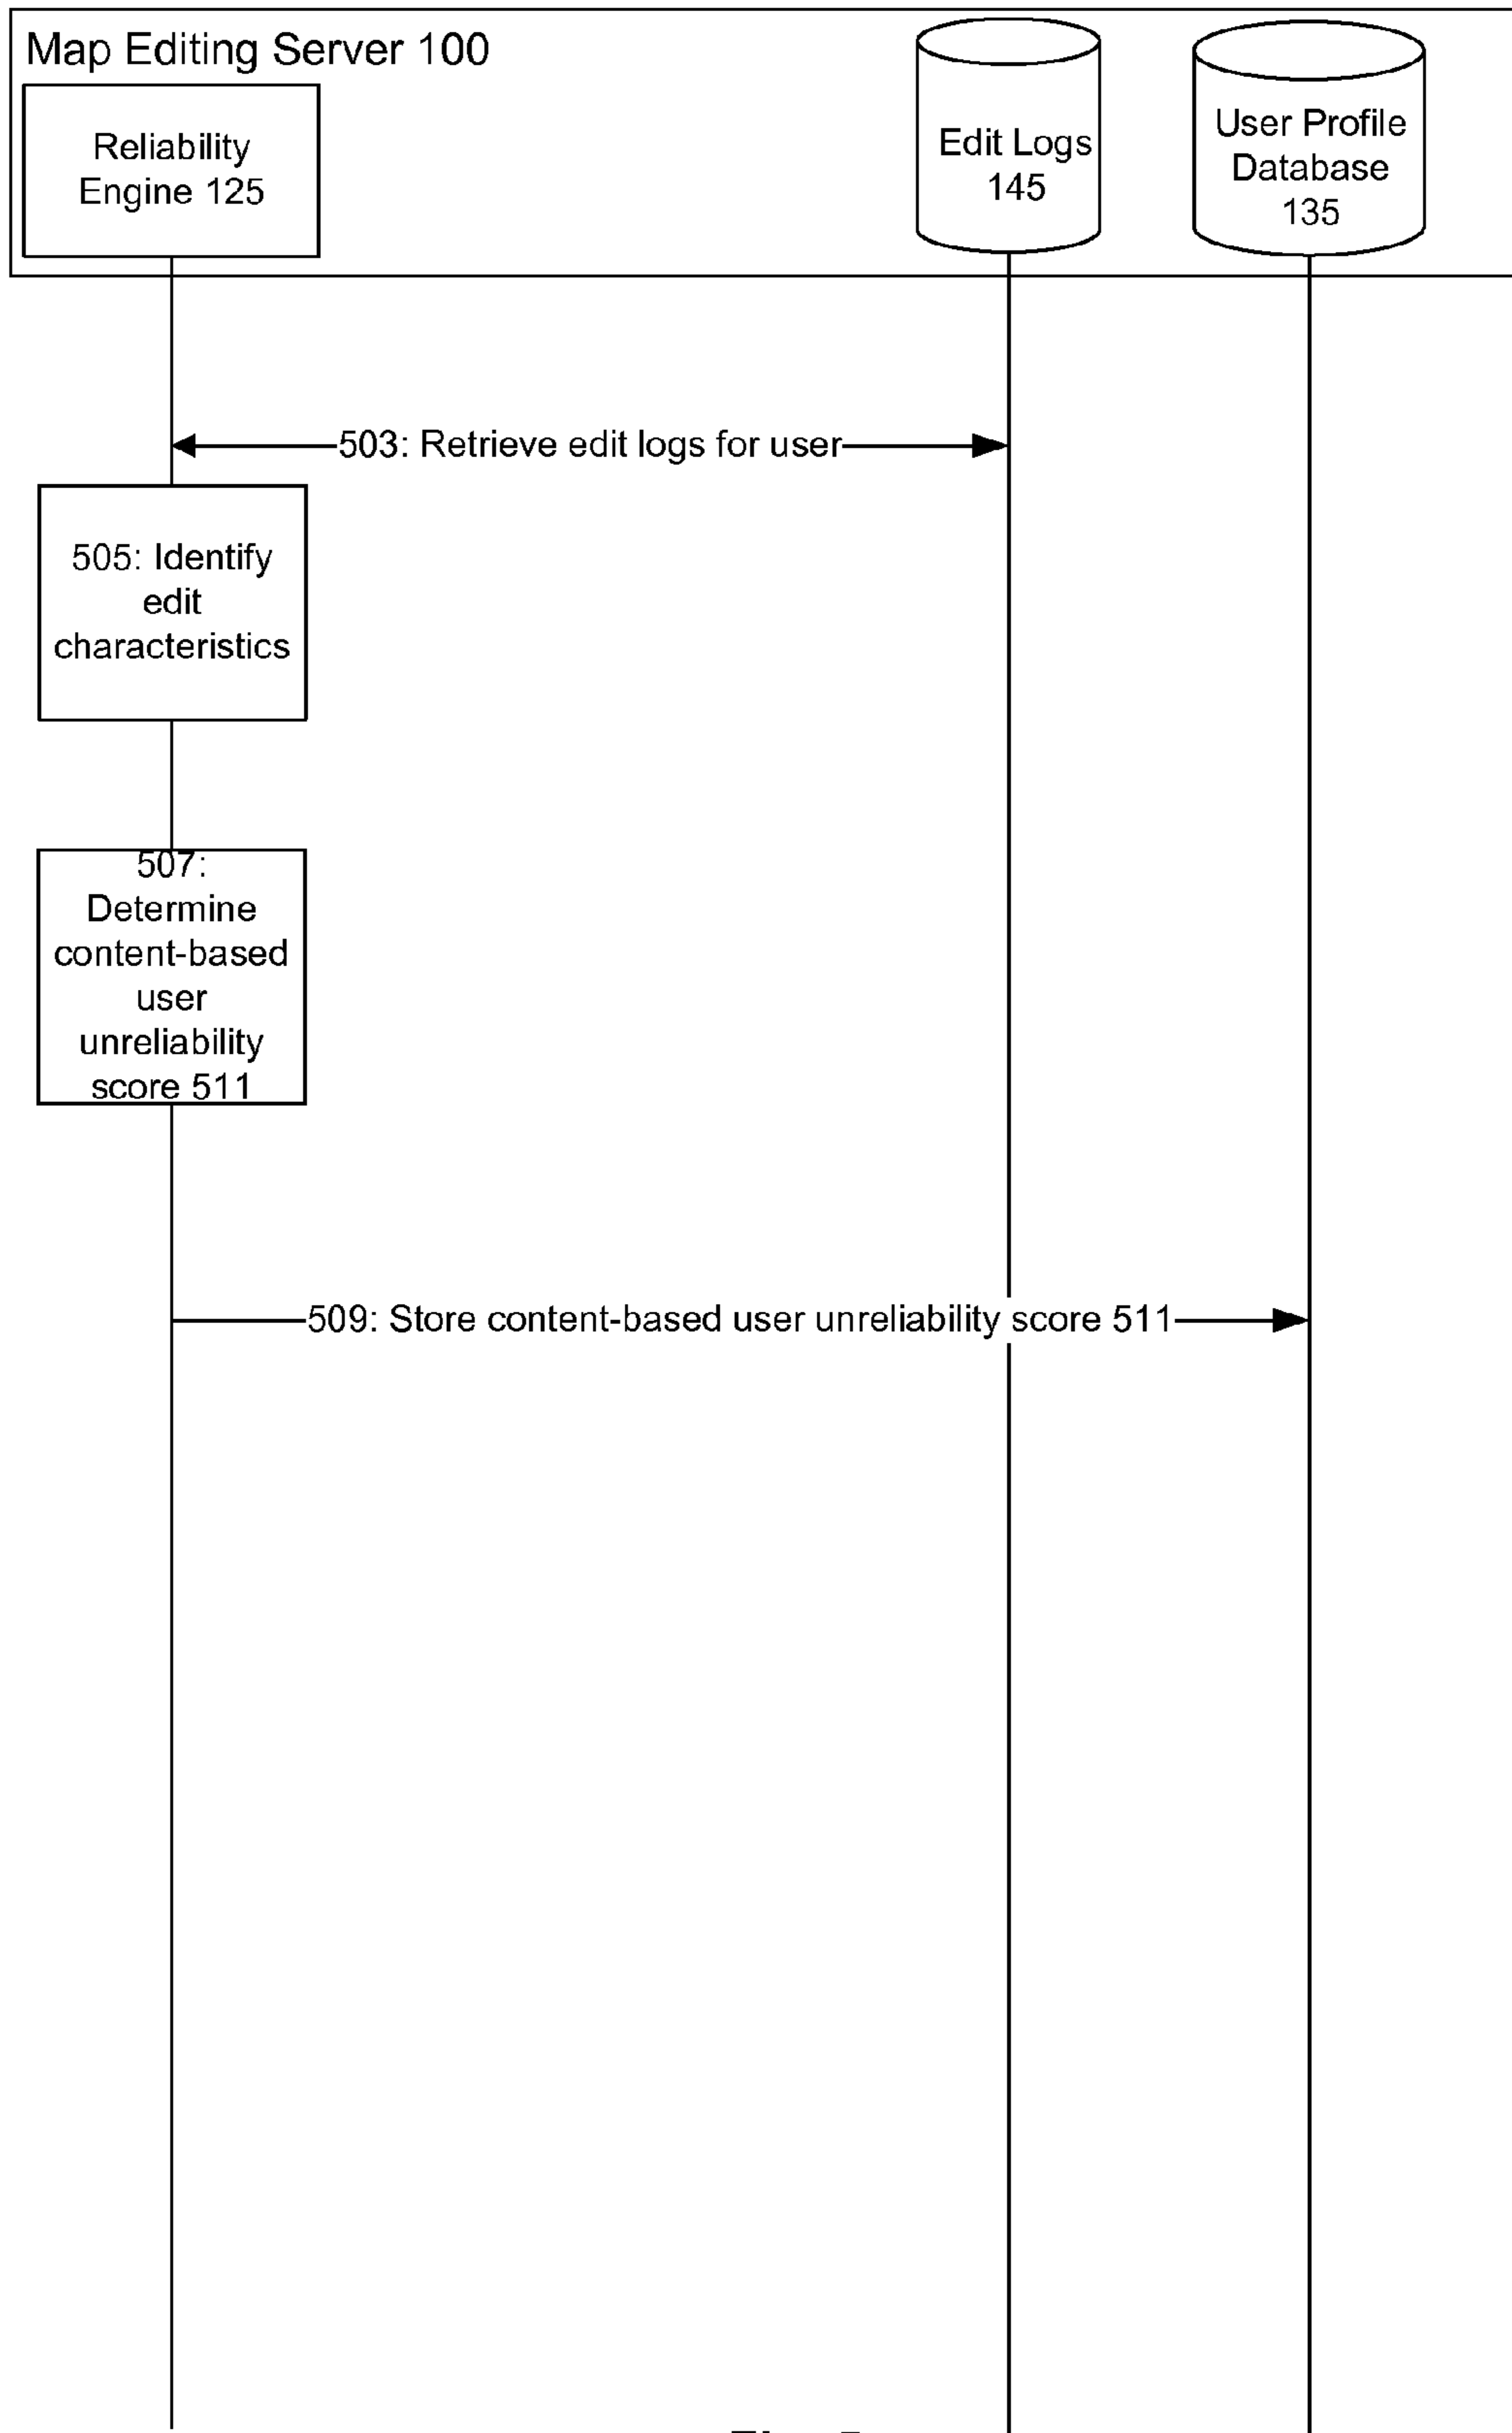 Map Editing Server 100
Reliability
Engine 125
Edit Logs
145
User Profile
Database
135
503: Retrieve edit logs for user
505: Identify
edit
characteristics
507:
Determine
content-based
user
unreliability
score 511
509: Store content-based user unreliability score 511